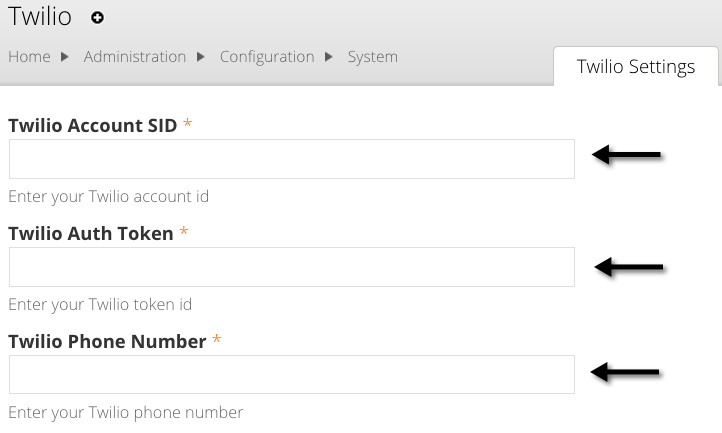 Twilio
Home Administration Configuration System
Twilio Settings
Twilio Account SID *
Enter your Twilio account id
Twilio Auth Token *
Enter your Twilio token id
Twilio Phone Number *
Enter your Twilio phone number